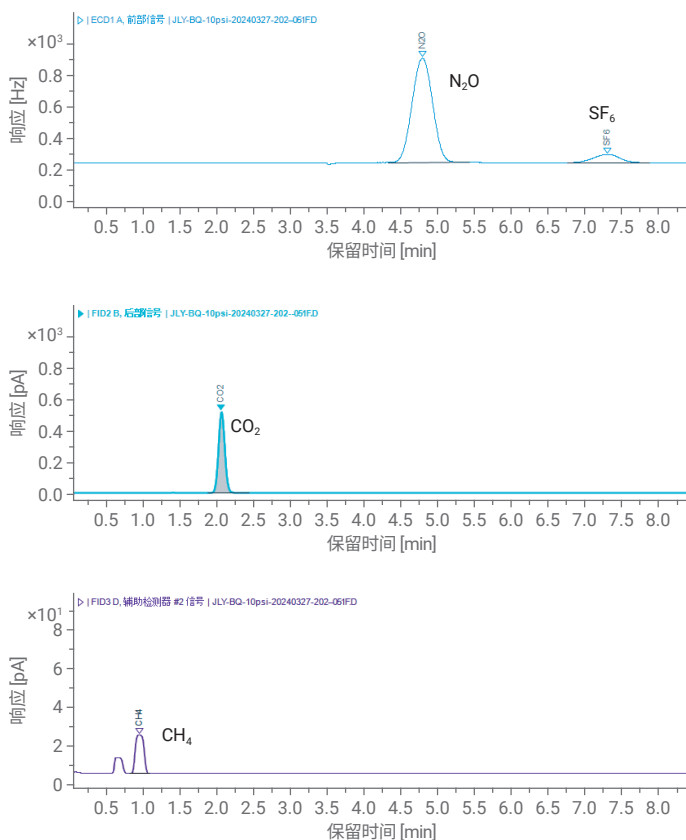 | ECD1 A, 前部信号 | JLY-BQ-10psi-20240327-202--051F.D
×10³
响应 [Hz]
0.8
0.6
0.4
0.2
0.0
N2O
N₂O
SF₆
SF6
0.5 1.0 1.5 2.0 2.5 3.0 3.5 4.0 4.5 5.0 5.5 6.0 6.5 7.0 7.5 8.0
保留时间 [min]
| FID2 B, 后部信号 | JLY-BQ-10psi-20240327-202--051F.D
×10³
响应 [pA]
0.8
0.6
0.4
0.2
0.0
CO2
CO₂
0.5 1.0 1.5 2.0 2.5 3.0 3.5 4.0 4.5 5.0 5.5 6.0 6.5 7.0 7.5 8.0
保留时间 [min]
| FID3 D, 辅助检测器 #2 信号 | JLY-BQ-10psi-20240327-202--051F.D
×10¹
响应 [pA]
8
6
4
2
0
CH4
CH₄
0.5 1.0 1.5 2.0 2.5 3.0 3.5 4.0 4.5 5.0 5.5 6.0 6.5 7.0 7.5 8.0
保留时间 [min]